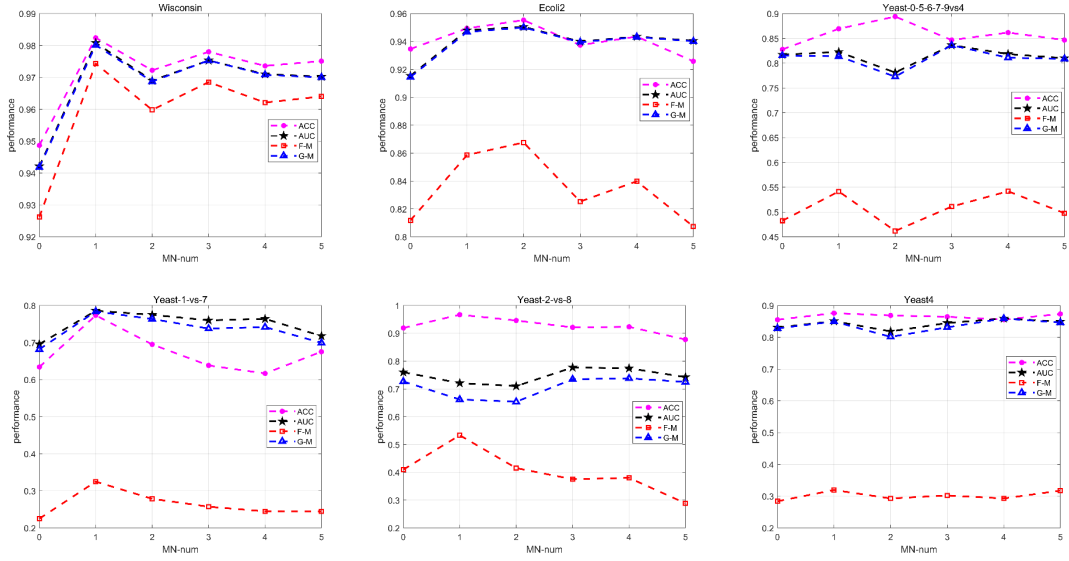 Wisconsin
0.99
0.98
0.97
0.96
0.95
0.94
0.93
0.92
performance
ACC
AUC
F-M
G-M
0 1 2 3 4 5
MN-num
Ecoli2
0.96
0.94
0.92
0.9
0.88
0.86
0.84
0.82
0.8
performance
ACC
AUC
F-M
G-M
0 1 2 3 4 5
MN-num
Yeast-0-5-6-7-9vs4
0.9
0.85
0.8
0.75
0.7
0.65
0.6
0.55
0.5
0.45
performance
ACC
AUC
F-M
G-M
0 1 2 3 4 5
MN-num
Yeast-1-vs-7
0.8
0.7
0.6
0.5
0.4
0.3
0.2
performance
ACC
AUC
F-M
G-M
0 1 2 3 4 5
MN-num
Yeast-2-vs-8
1
0.9
0.8
0.7
0.6
0.5
0.4
0.3
0.2
performance
ACC
AUC
F-M
G-M
0 1 2 3 4 5
MN-num
Yeast4
0.9
0.8
0.7
0.6
0.5
0.4
0.3
0.2
performance
ACC
AUC
F-M
G-M
0 1 2 3 4 5
MN-num